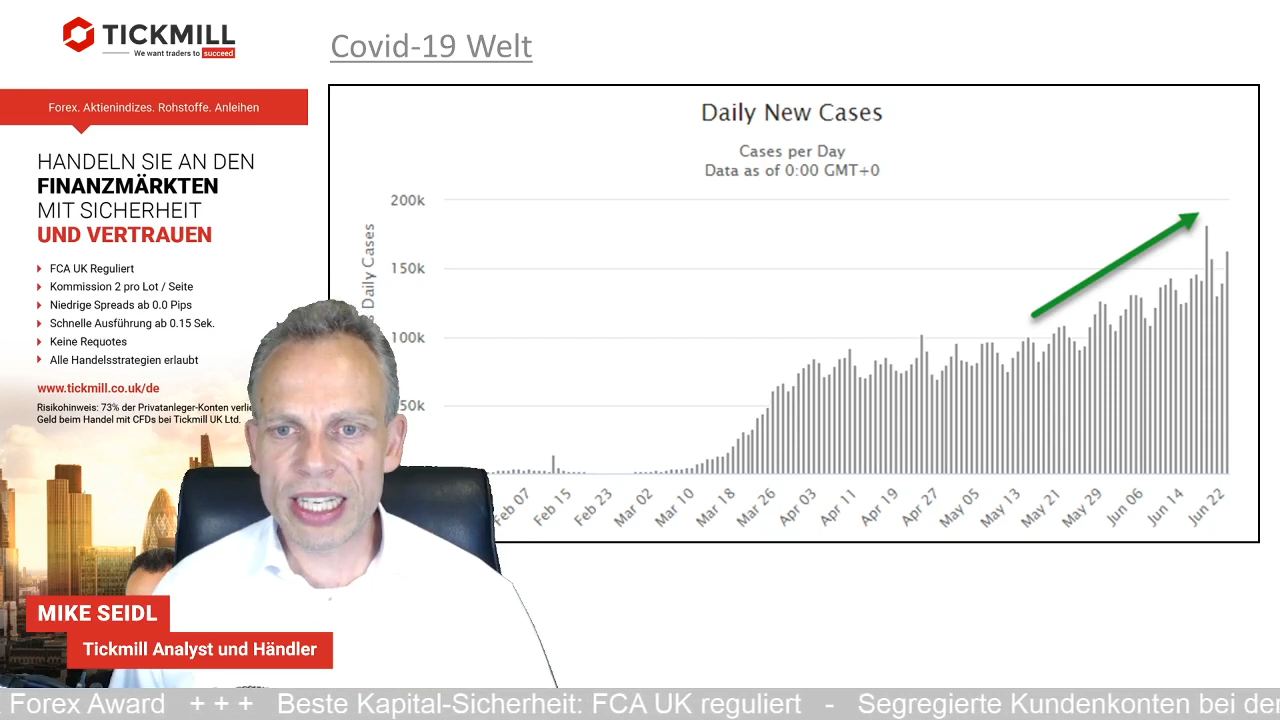 TICKMILL
We want traders to succeed
Covid-19 Welt
Forex. Aktienindizes. Rohstoffe. Anleihen
HANDELN SIE AN DEN
FINANZMÄRKTEN
MIT SICHERHEIT
UND VERTRAUEN
FCA UK Reguliert
Kommission 2 pro Lot / Seite
Niedrige Spreads ab 0.0 Pips
Schnelle Ausführung ab 0.15 Sek.
Keine Requotes
Alle Handelsstrategien erlaubt
www.tickmill.co.uk/de
Risikohinweis: 73% der Privatanleger-Konten
Geld beim Handel mit CFDs bei Tickmill UK Ltd.
Daily New Cases
Cases per Day
Data as of 0:00 GMT+0
Daily Cases
200k
150k
100k
50k
Feb 07
Feb 15
Feb 23
Mar 02
Mar 10
Mar 18
Mar 26
Apr 03
Apr 11
Apr 19
Apr 27
May 05
May 13
May 21
May 29
Jun 06
Jun 14
Jun 22
MIKE SEIDL
Tickmill Analyst und Händler
Forex Award + + + Beste Kapital-Sicherheit: FCA UK reguliert - Segregierte Kundenkonten bei der